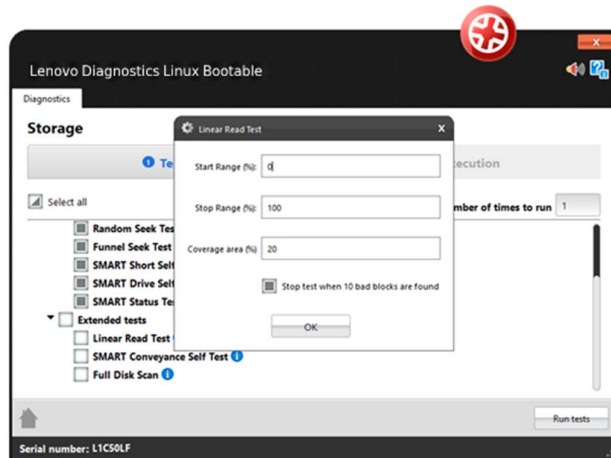 x
Lenovo Diagnostics Linux Bootable
Diagnostics
Storage
Linear Read Test x
Start Range (%): 0
Stop Range (%): 100
Coverage area (%) 20
Stop test when 10 bad blocks are found
OK
Te
ecution
Select all
mber of times to run 1
Random Seek Tes
Funnel Seek Test
SMART Short Self
SMART Drive Self
SMART Status Tes
Extended tests
Linear Read Test
SMART Conveyance Self Test
Full Disk Scan
Run tests
Serial number: L1C50LF